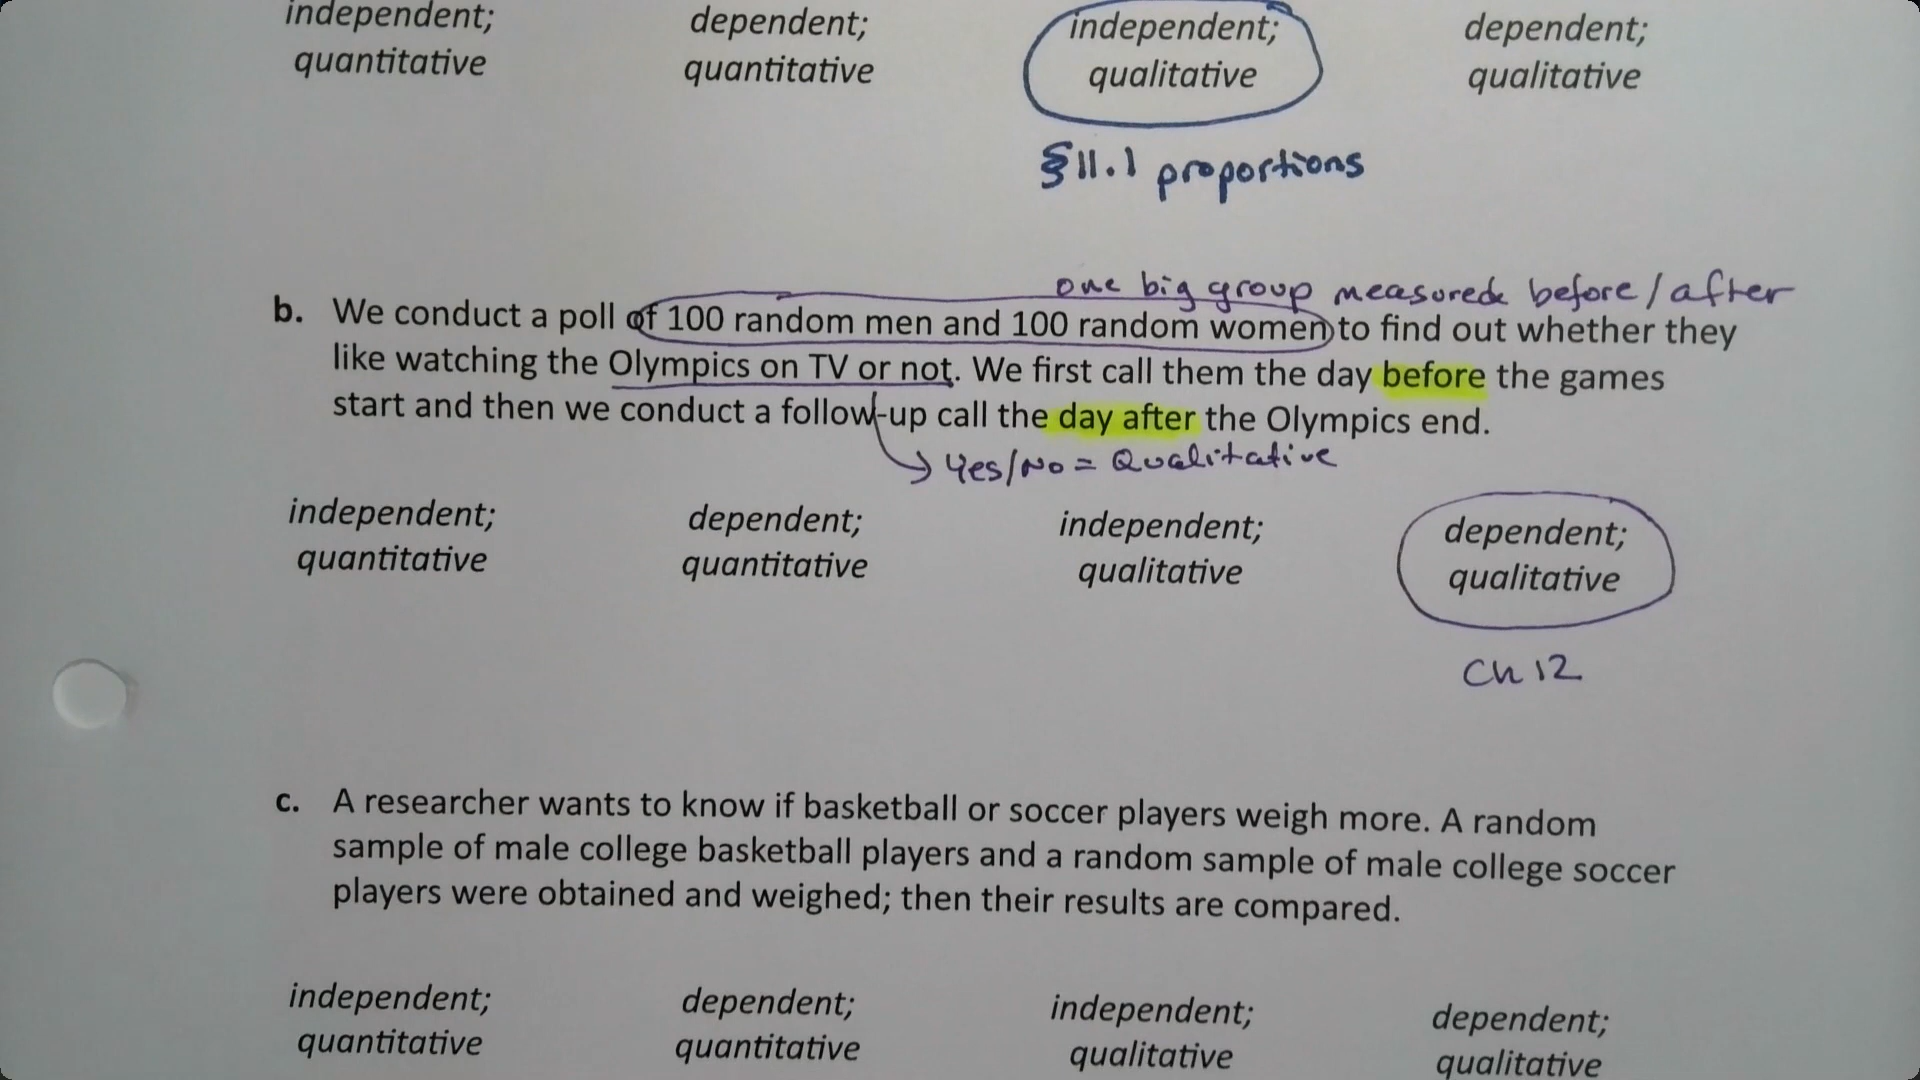 independent; dependent; independent; dependent;
quantitative quantitative qualitative qualitative
§11.1 proportions
one big group measured before/after
b. We conduct a poll of 100 random men and 100 random women to find out whether they
like watching the Olympics on TV or not. We first call them the day before the games
start and then we conduct a follow-up call the day after the Olympics end.
Yes/No = Qualitative
independent; dependent; independent; dependent;
quantitative quantitative qualitative qualitative
Ch 12
c. A researcher wants to know if basketball or soccer players weigh more. A random
sample of male college basketball players and a random sample of male college soccer
players were obtained and weighed; then their results are compared.
independent; dependent; independent; dependent;
quantitative quantitative qualitative qualitative